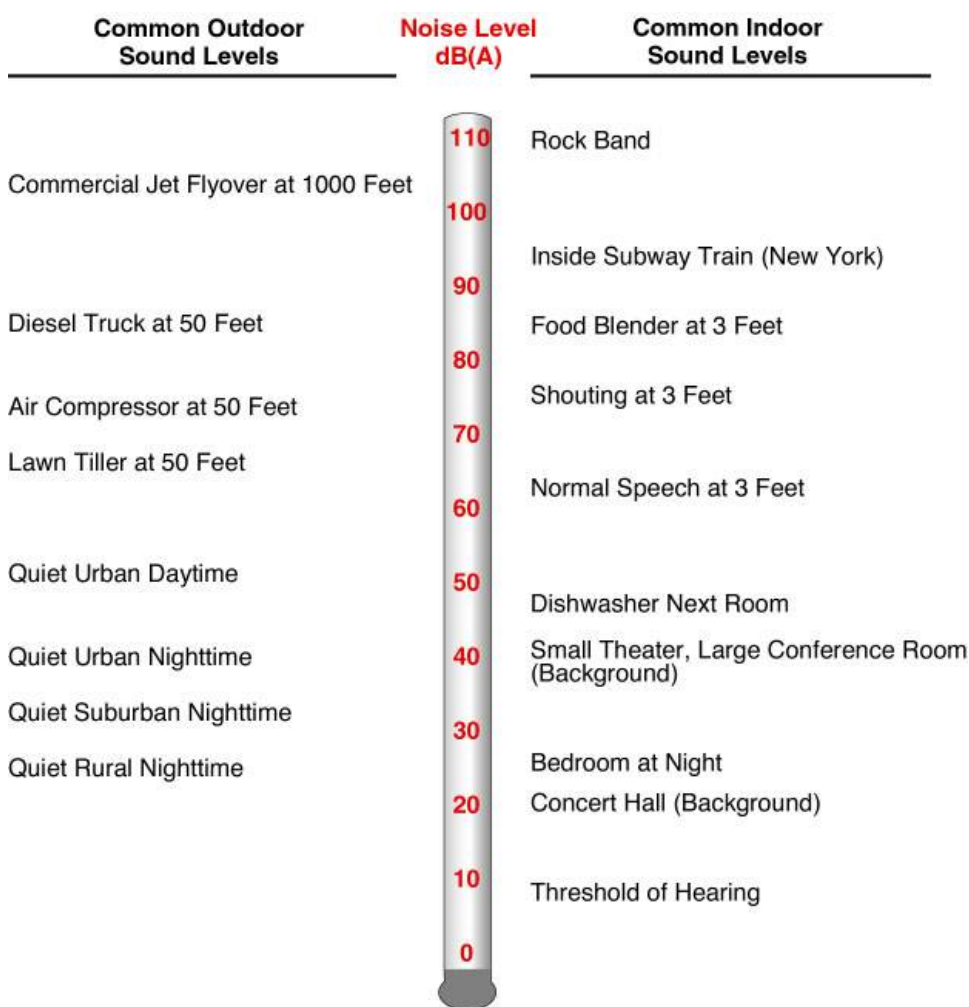 Common Outdoor
Sound Levels
Noise Level
dB(A)
Common Indoor
Sound Levels
110
Rock Band
Commercial Jet Flyover at 1000 Feet
100
Inside Subway Train (New York)
90
Diesel Truck at 50 Feet
Food Blender at 3 Feet
80
Shouting at 3 Feet
Air Compressor at 50 Feet
70
Lawn Tiller at 50 Feet
Normal Speech at 3 Feet
60
Quiet Urban Daytime
50
Dishwasher Next Room
Quiet Urban Nighttime
40
Small Theater, Large Conference Room
(Background)
Quiet Suburban Nighttime
30
Quiet Rural Nighttime
Bedroom at Night
20
Concert Hall (Background)
10
Threshold of Hearing
0